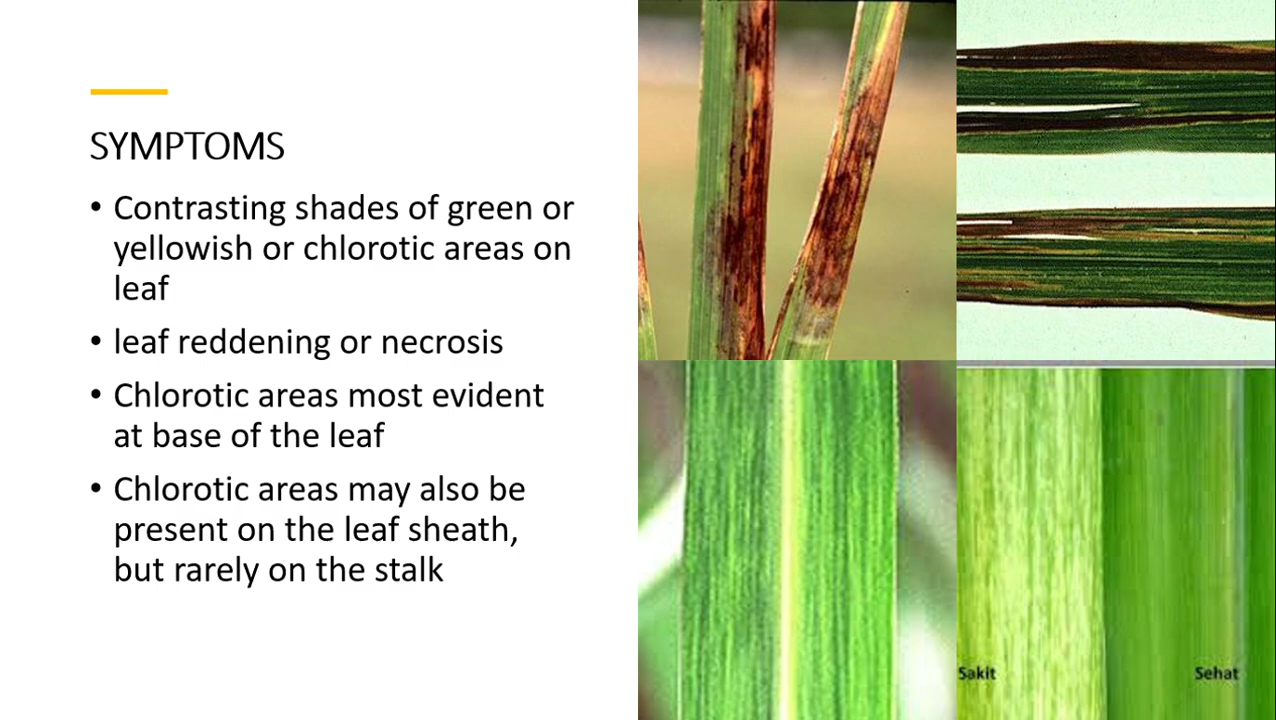 SYMPTOMS
• Contrasting shades of green or
yellowish or chlorotic areas on
leaf
• leaf reddening or necrosis
• Chlorotic areas most evident
at base of the leaf
• Chlorotic areas may also be
present on the leaf sheath,
but rarely on the stalk
Sakit
Sehat